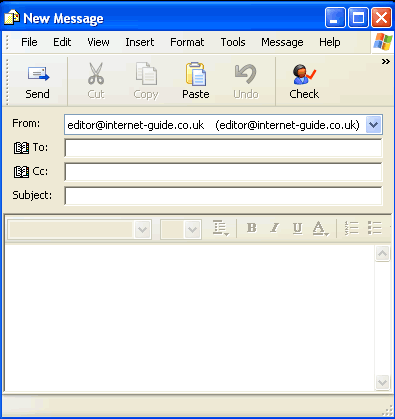 New Message
File Edit View Insert Format Tools Message Help
Send Cut Copy Paste Undo Check
From: editor@internet-guide.co.uk (editor@internet-guide.co.uk)
To:
Cc:
Subject:
B I U A